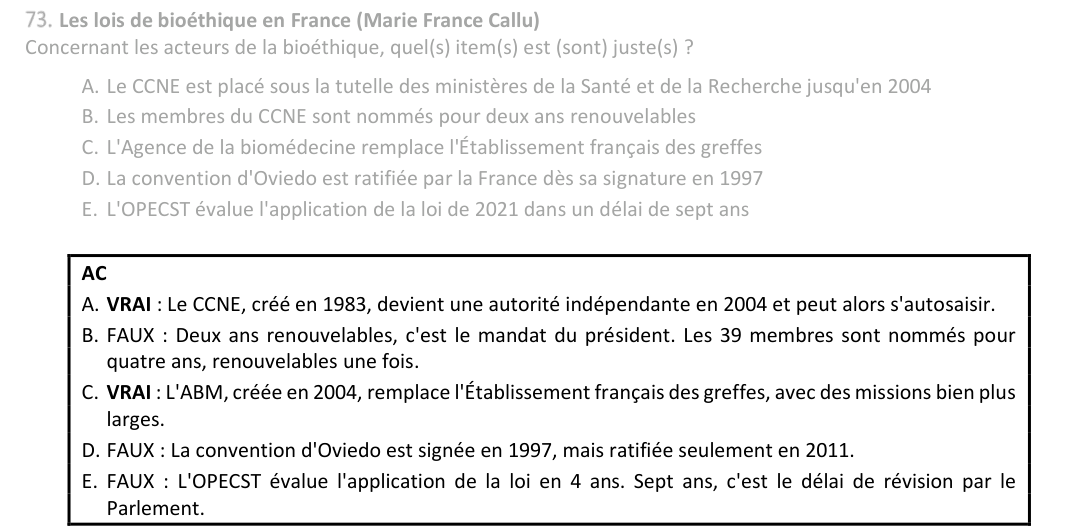 73. Les lois de bioéthique en France (Marie France Callu)
Concernant les acteurs de la bioéthique, quel(s) item(s) est (sont) juste(s) ?
A. Le CCNE est placé sous la tutelle des ministères de la Santé et de la Recherche jusqu'en 2004
B. Les membres du CCNE sont nommés pour deux ans renouvelables
C. L'Agence de la biomédecine remplace l'Établissement français des greffes
D. La convention d'Oviedo est ratifiée par la France dès sa signature en 1997
E. L'OPECST évalue l'application de la loi de 2021 dans un délai de sept ans
AC
A. VRAI : Le CCNE, créé en 1983, devient une autorité indépendante en 2004 et peut alors s'autosaisir.
B. FAUX : Deux ans renouvelables, c'est le mandat du président. Les 39 membres sont nommés pour
quatre ans, renouvelables une fois.
C. VRAI : L'ABM, créée en 2004, remplace l'Établissement français des greffes, avec des missions bien plus
larges.
D. FAUX : La convention d'Oviedo est signée en 1997, mais ratifiée seulement en 2011.
E. FAUX : L'OPECST évalue l'application de la loi en 4 ans. Sept ans, c'est le délai de révision par le
Parlement.